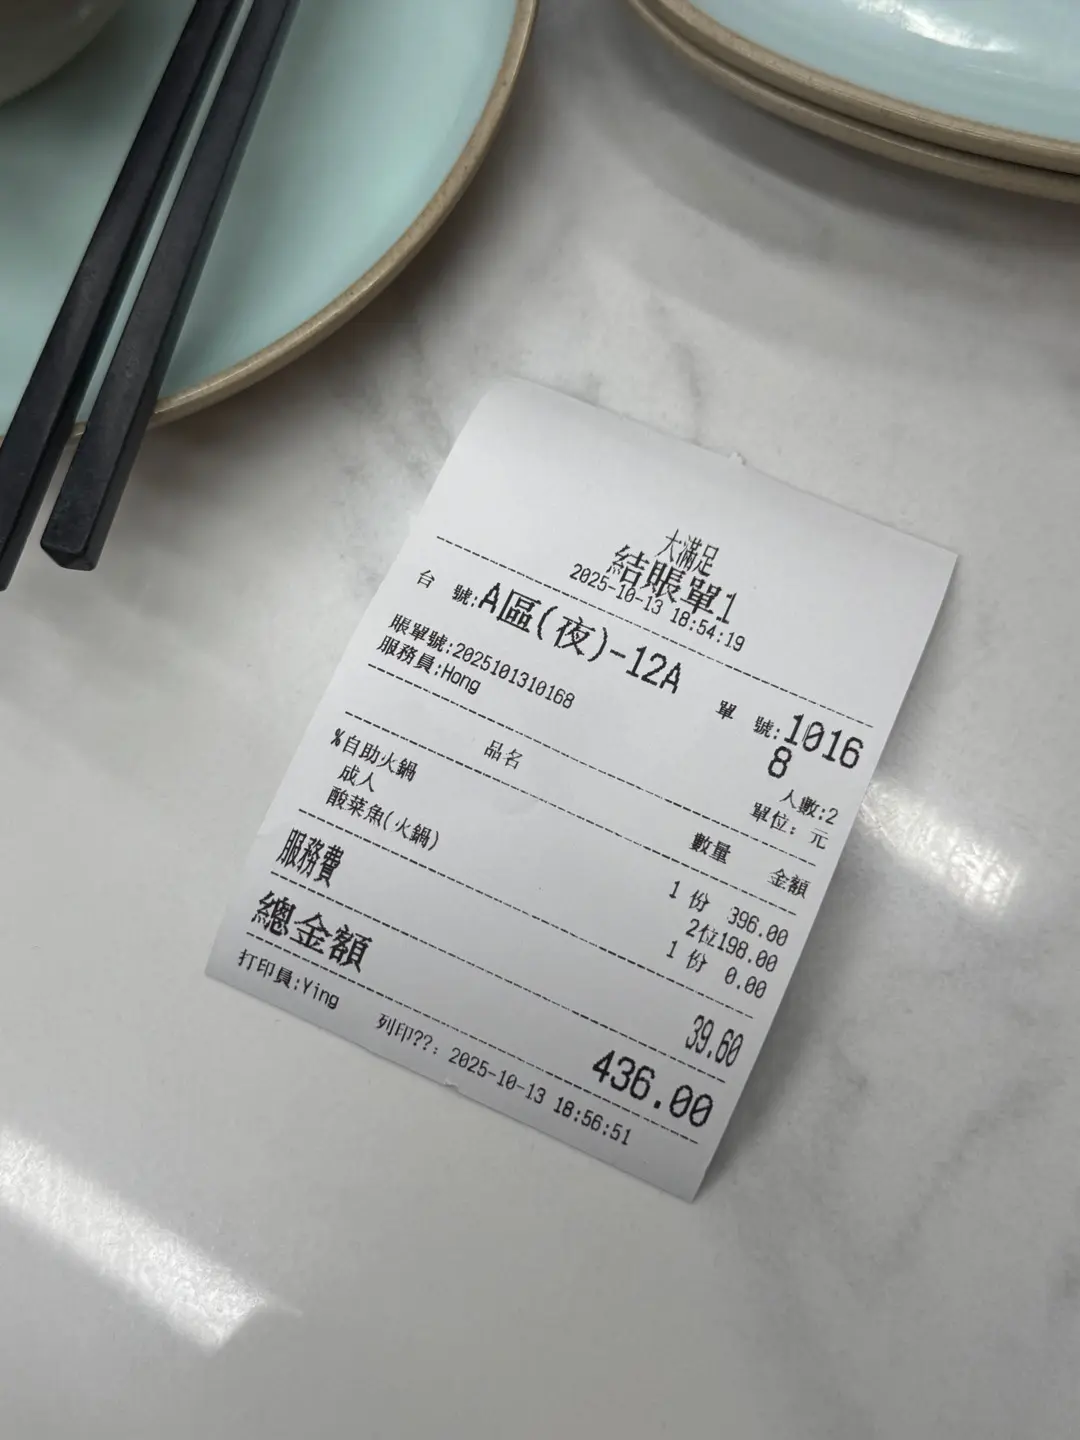 大滿足
結賬單1
2025-10-13 18:54:19
台 號:A區(夜)-12A 單 號:10168
賬單號:2025101310168 人數:2
服務員:Hong 單位: 元
品名 數量 金額
%自助火鍋 1 份 396.00
成人 2位198.00
酸菜魚(火鍋) 1 份 0.00
服務費 39.60
總金額 436.00
打印員:Ying 列印??: 2025-10-13 18:56:51